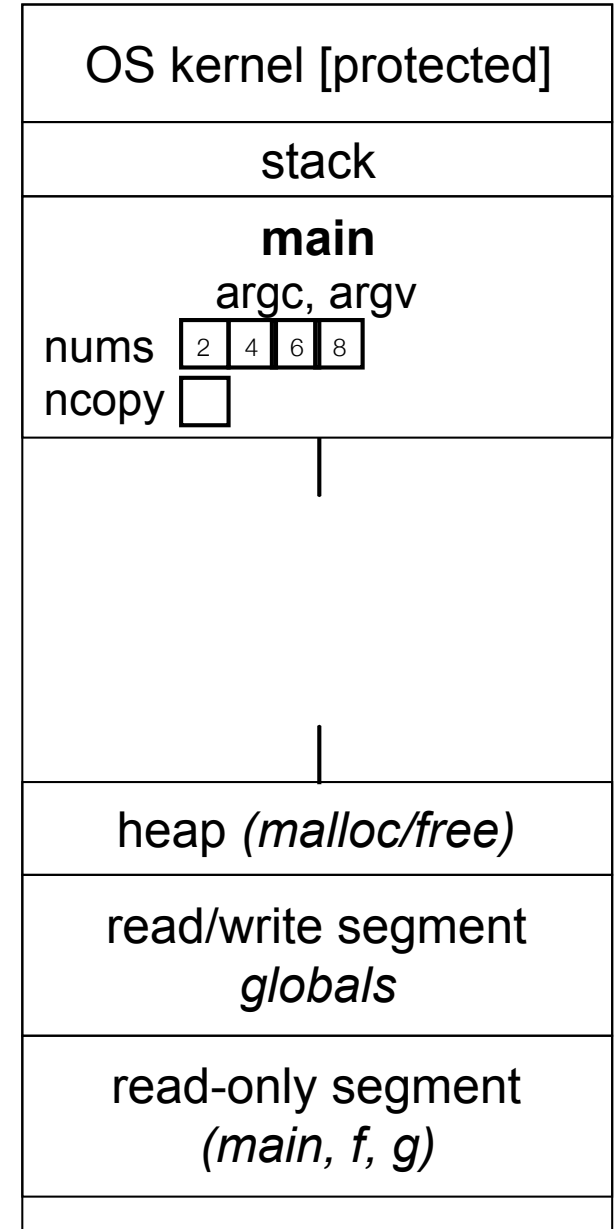 OS kernel [protected]
stack
main
argc, argv
nums 2 4 6 8
ncopy
heap (malloc/free)
read/write segment
globals
read-only segment
(main, f, g)